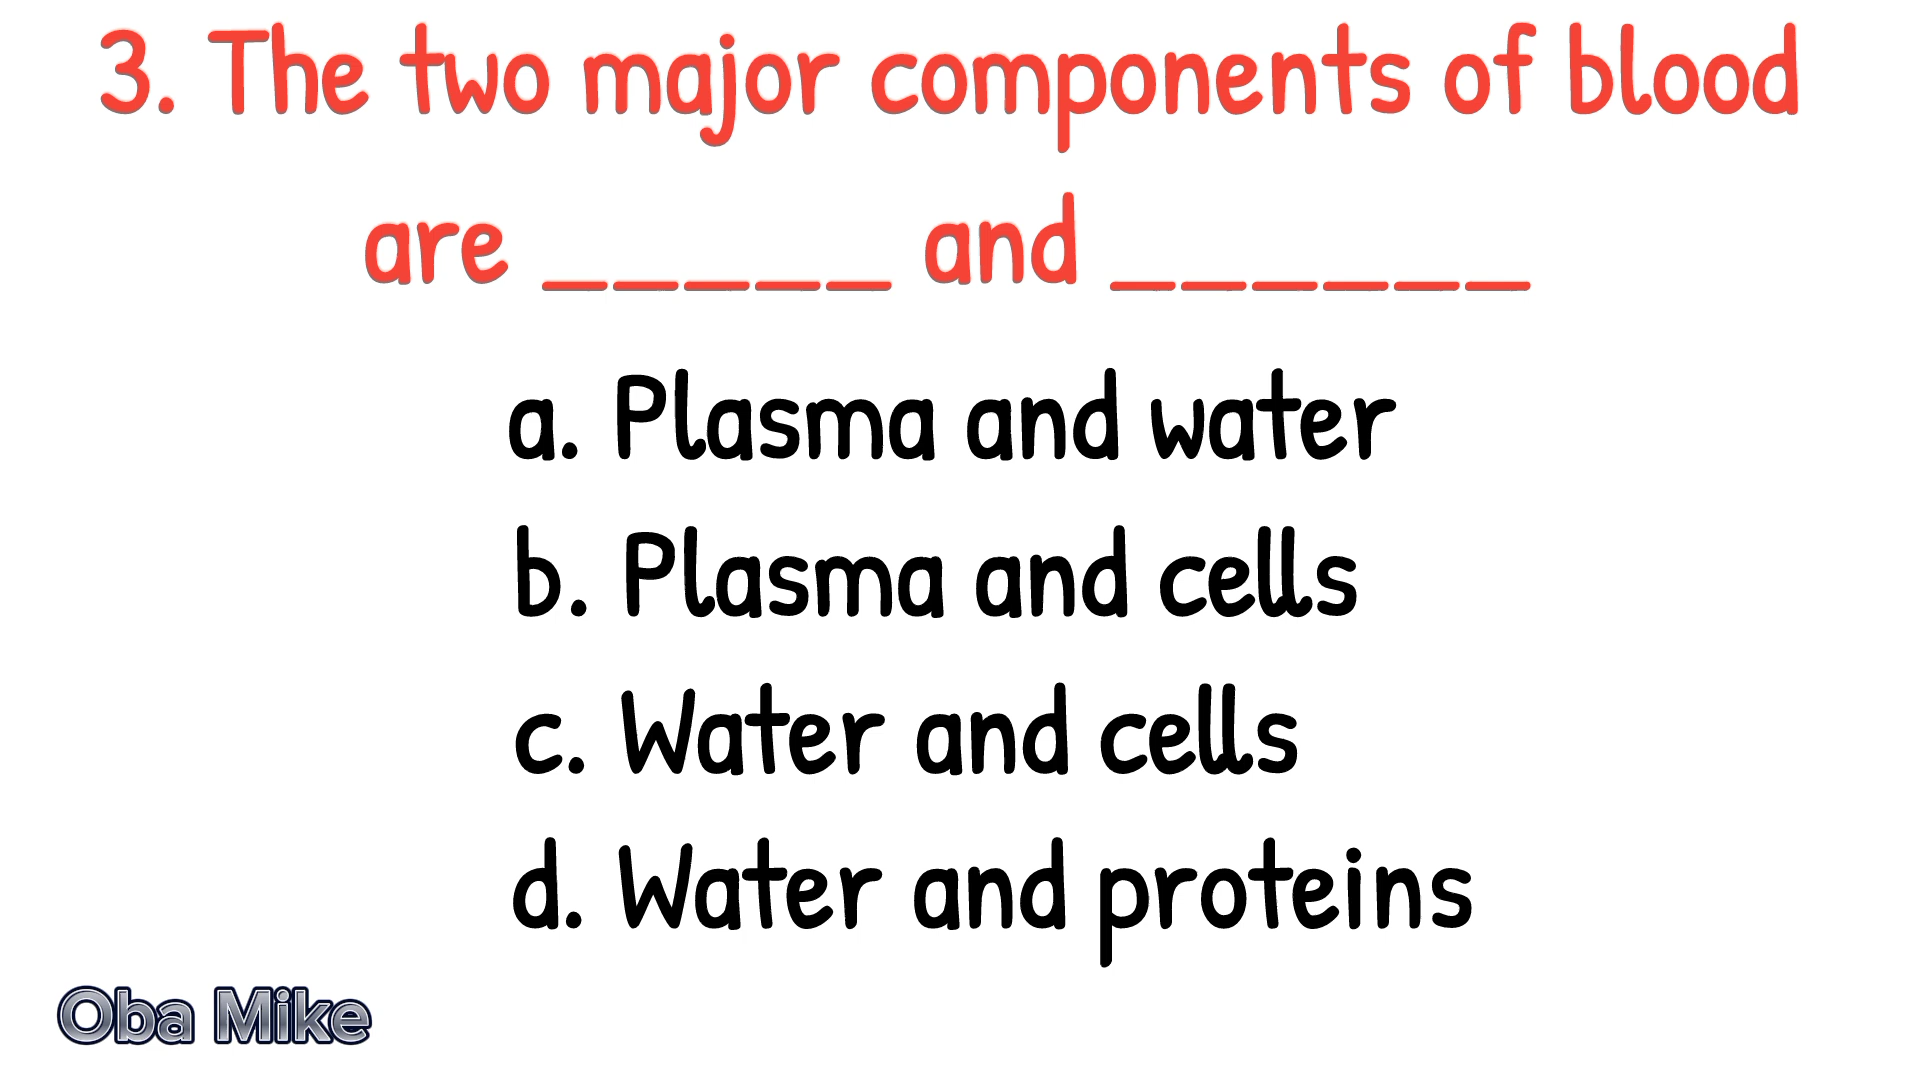 3. The two major components of blood
are _____ and ______
a. Plasma and water
b. Plasma and cells
c. Water and cells
d. Water and proteins
Oba Mike